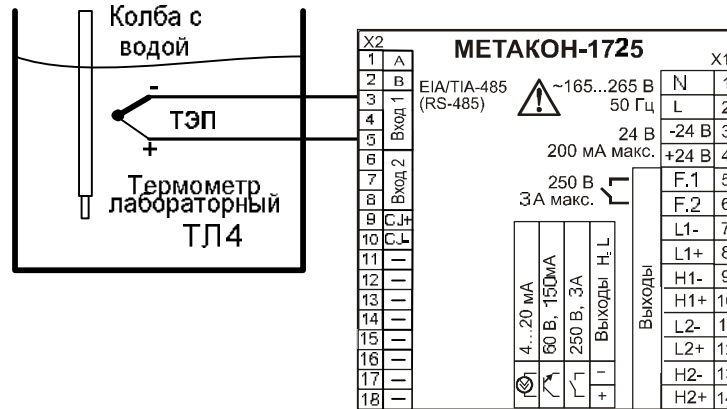 Колба с
водой
-
ТЭП
+
Термометр
лабораторный
ТЛ4
X2
1 A
2 B
3
4
5
Вход 1
6
7
8
Вход 2
9 CJ+
10 CJ-
11 —
12 —
13 —
14 —
15 —
16 —
17 —
18 —
МЕТАКОН-1725
EIA/TIA-485
(RS-485)
~165...265 В
50 Гц
24 В
200 мА макс.
250 В
3А макс.
4...20 мА
60 В, 150мА
250 В, 3А
Выходы H, L
- +
Выходы
X1
N 1
L 2
-24 В 3
+24 В 4
F.1 5
F.2 6
L1- 7
L1+ 8
H1- 9
H1+ 10
L2- 1
L2+ 1
H2- 1
H2+ 1